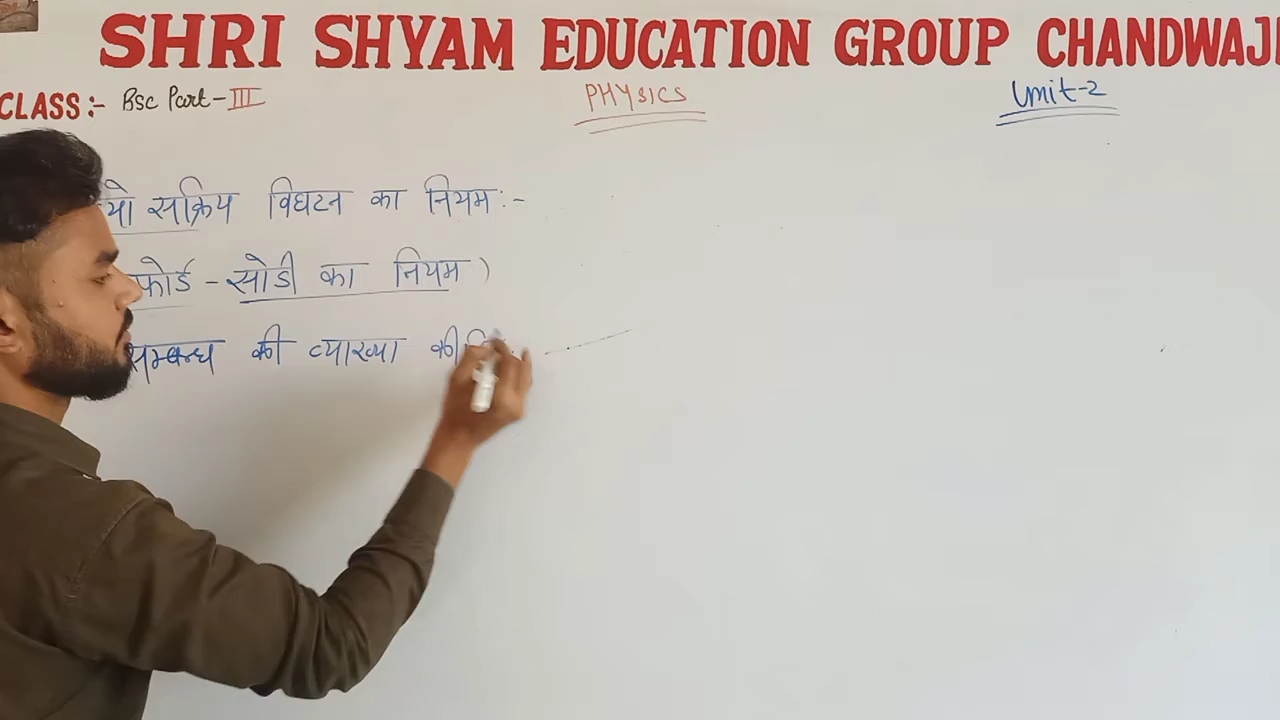 SHRI SHYAM EDUCATION GROUP CHANDWAJI
CLASS:- Bsc Part-III
PHYSICS
Unit-2
यो सक्रिय विघटन का नियम:-
फोर्ड - सोडी का नियम )
सम्बन्ध की व्याख्या